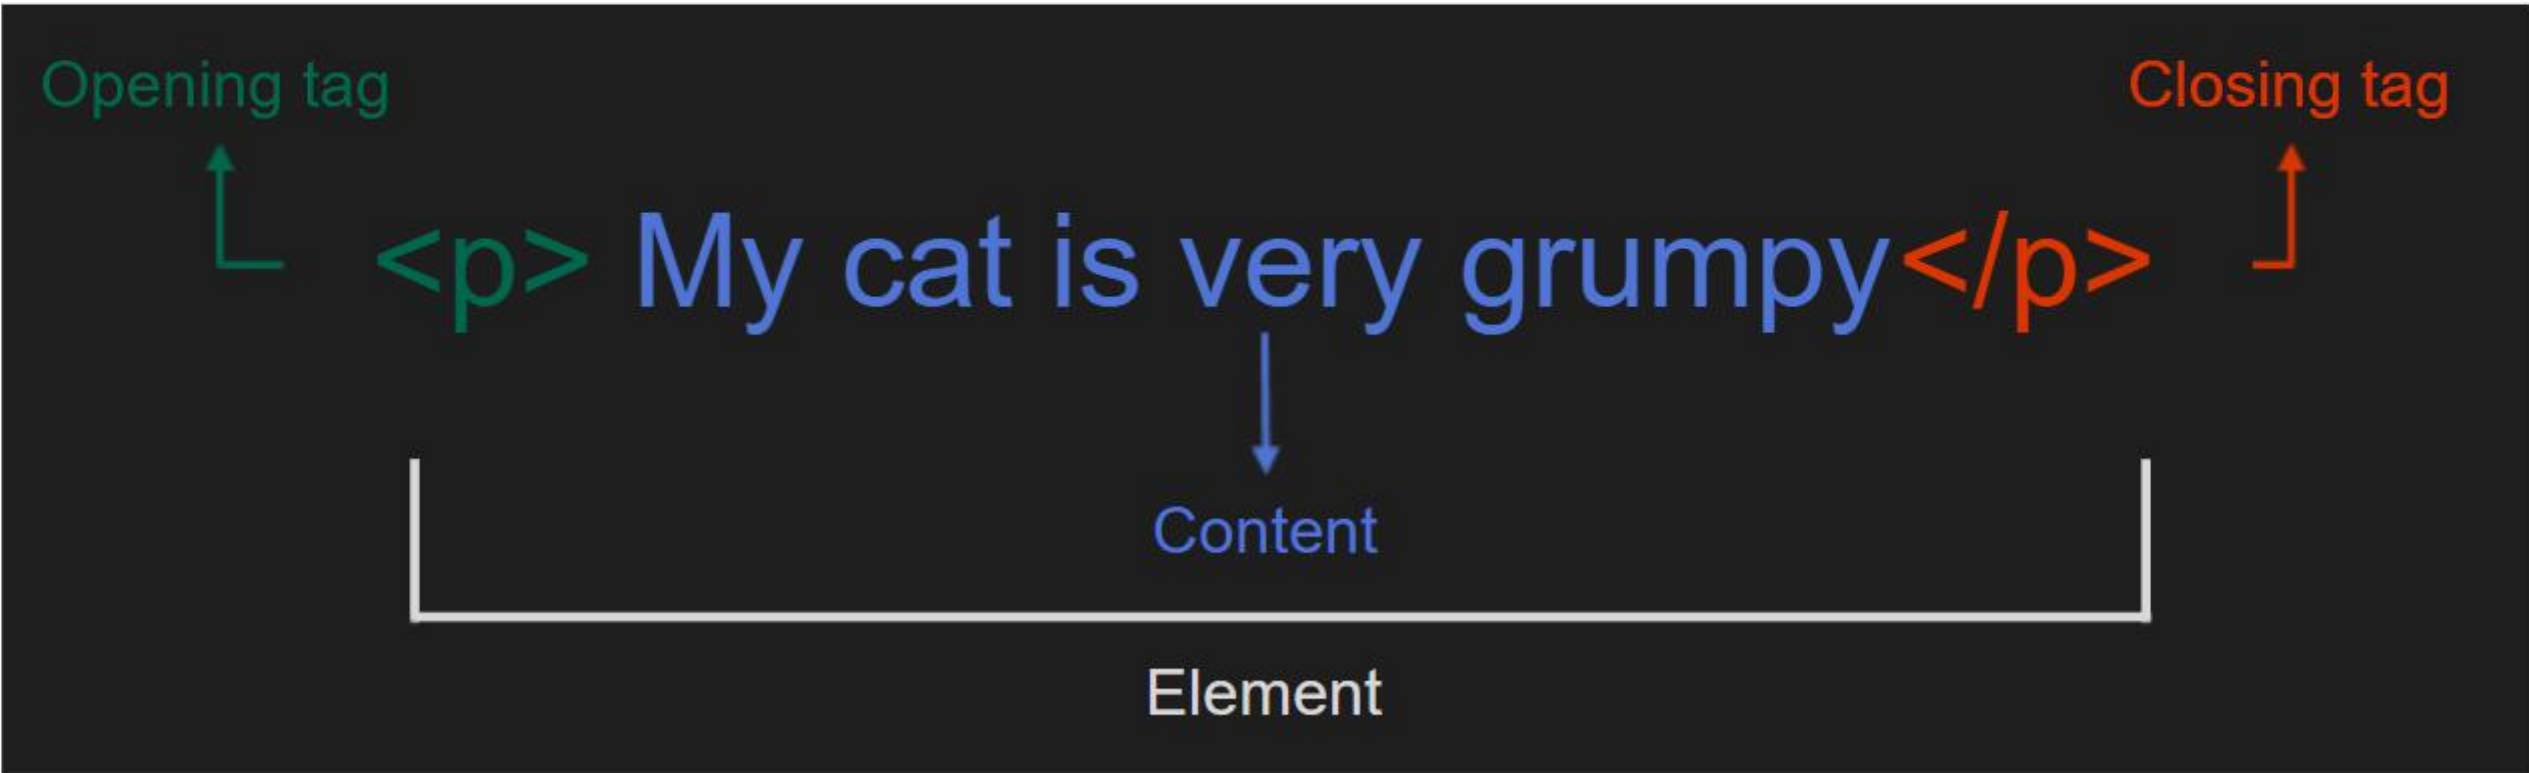 Opening tag
Closing tag
<p> My cat is very grumpy</p>
Content
Element